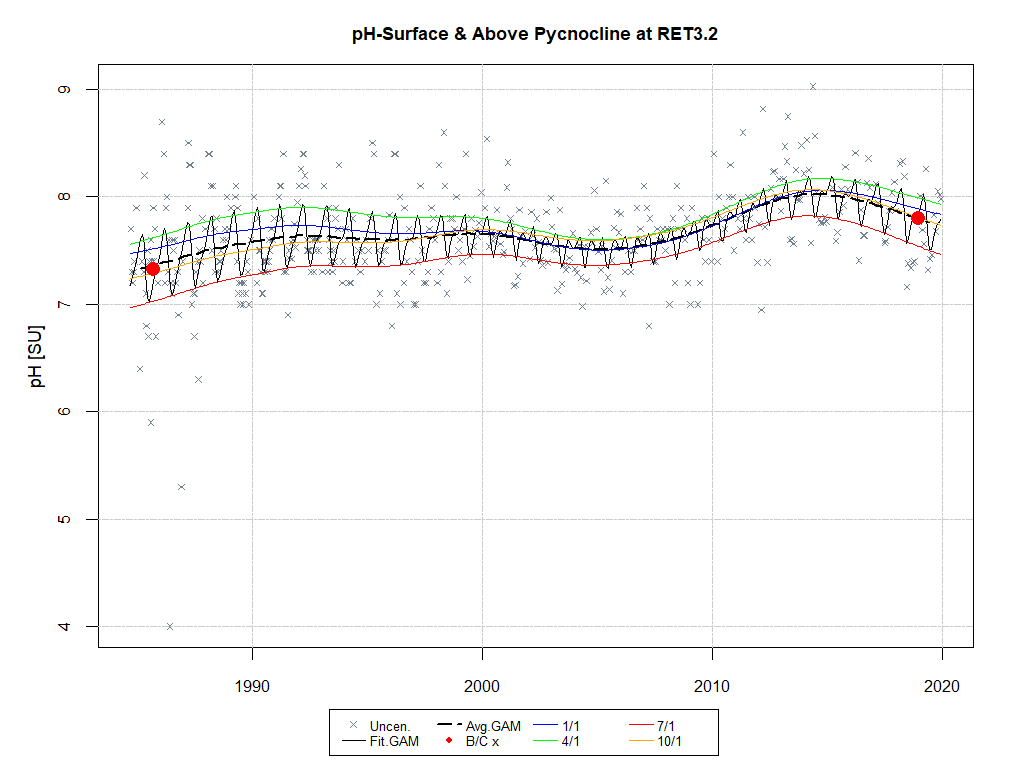 pH-Surface & Above Pycnocline at RET3.2
pH [SU]
9
8
7
6
5
4
1990 2000 2010 2020
Uncen. Avg.GAM 1/1 7/1
Fit.GAM B/C x 4/1 10/1